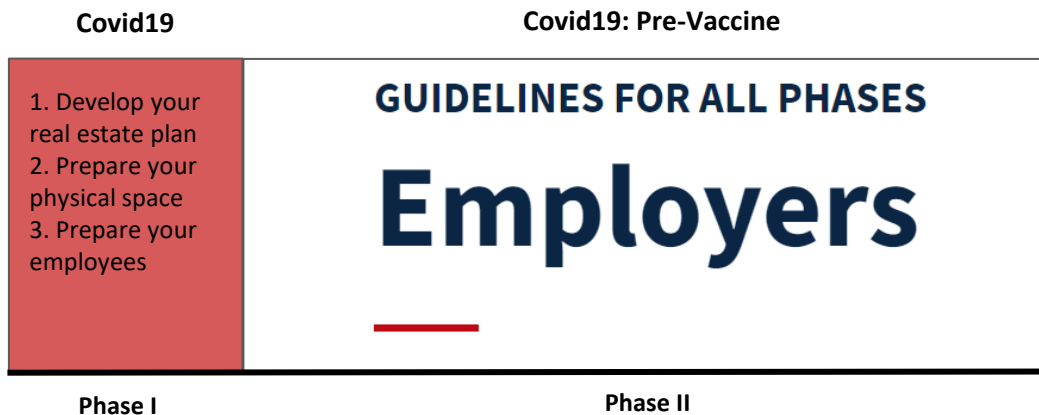 Covid19
Covid19: Pre-Vaccine
1. Develop your
real estate plan
2. Prepare your
physical space
3. Prepare your
employees
GUIDELINES FOR ALL PHASES
Employers
Phase I
Phase II